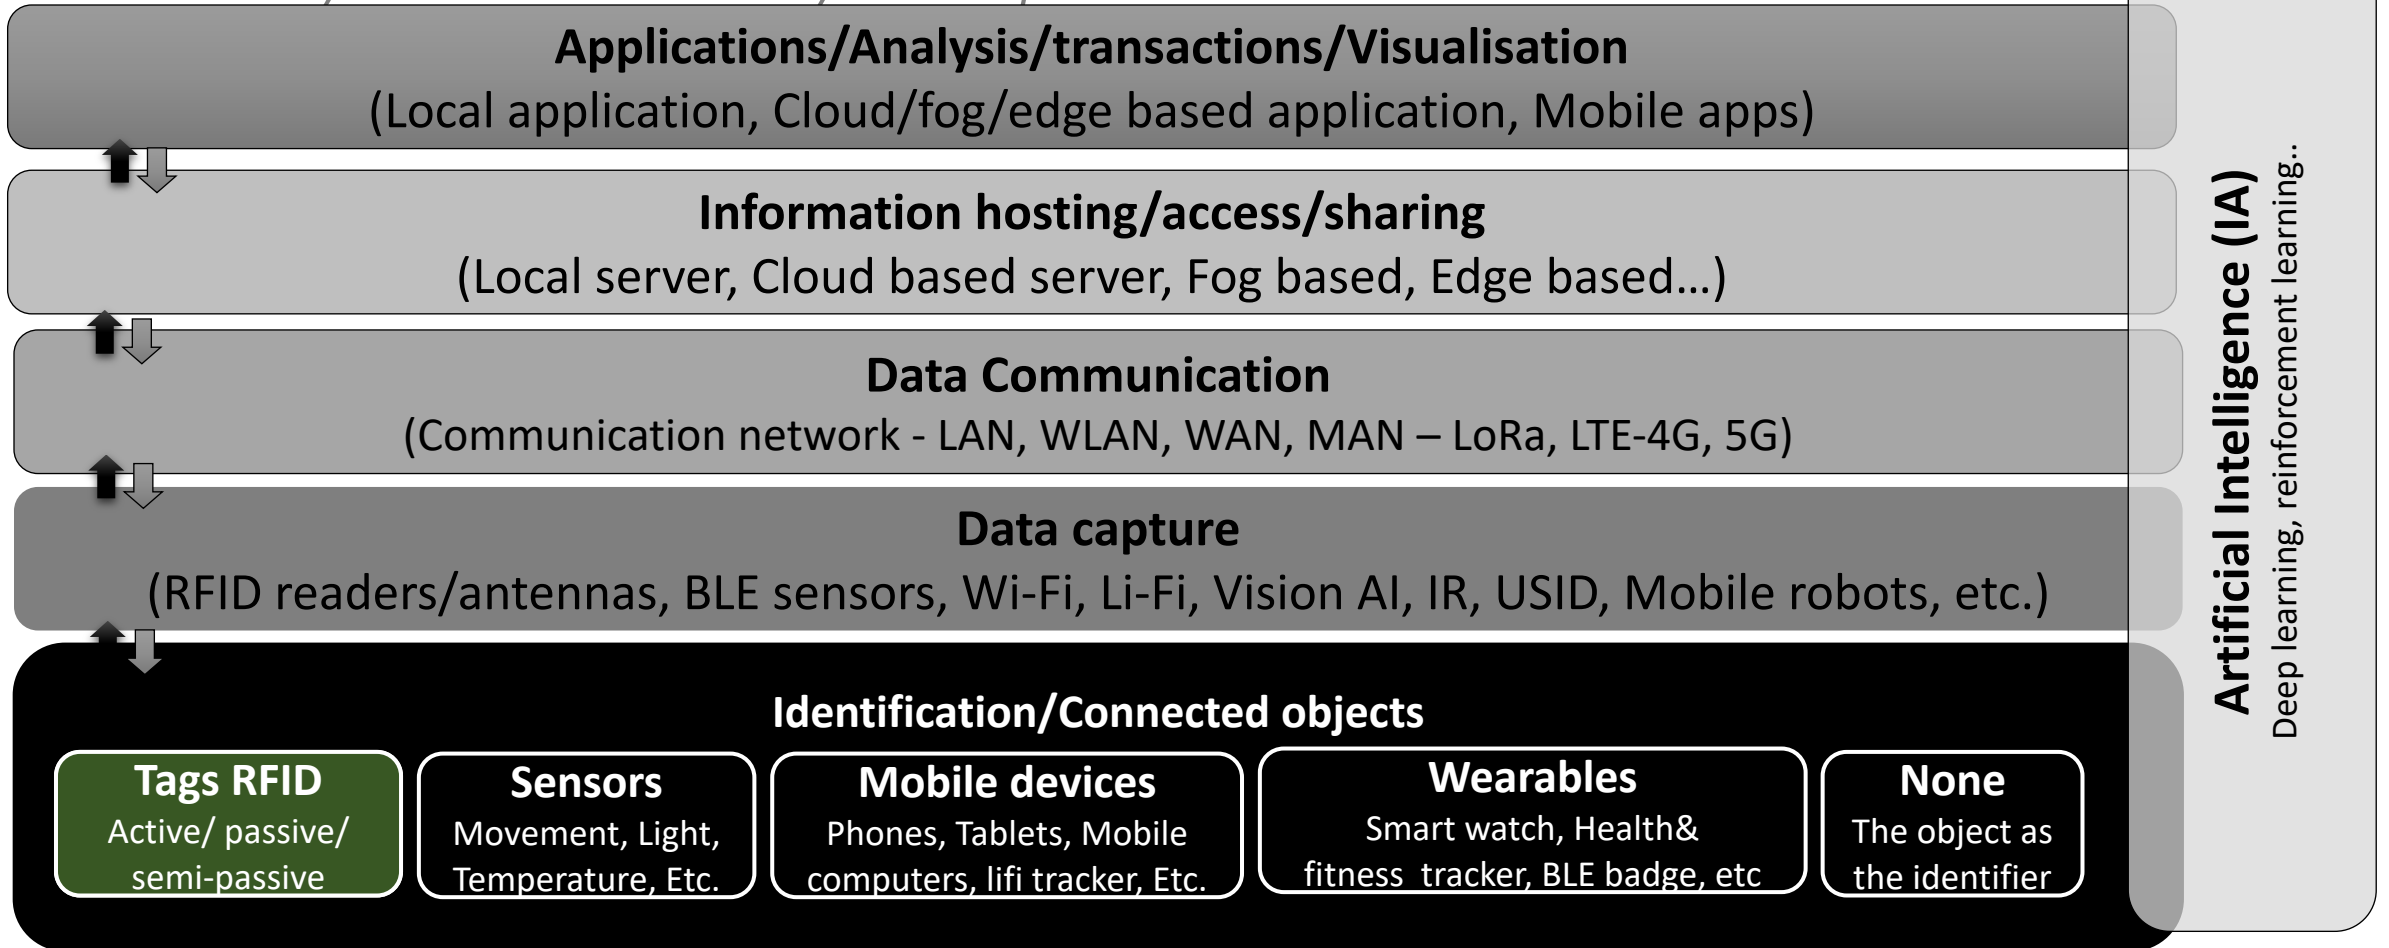 Applications/Analysis/transactions/Visualisation
(Local application, Cloud/fog/edge based application, Mobile apps)
Information hosting/access/sharing
(Local server, Cloud based server, Fog based, Edge based…)
Data Communication
(Communication network - LAN, WLAN, WAN, MAN – LoRa, LTE-4G, 5G)
Data capture
(RFID readers/antennas, BLE sensors, Wi-Fi, Li-Fi, Vision AI, IR, USID, Mobile robots, etc.)
Identification/Connected objects
Tags RFID
Active/ passive/
semi-passive
Sensors
Movement, Light,
Temperature, Etc.
Mobile devices
Phones, Tablets, Mobile
computers, lifi tracker, Etc.
Wearables
Smart watch, Health&
fitness  tracker, BLE badge, etc
None
The object as
the identifier
Artificial Intelligence (IA)
Deep learning, reinforcement learning..